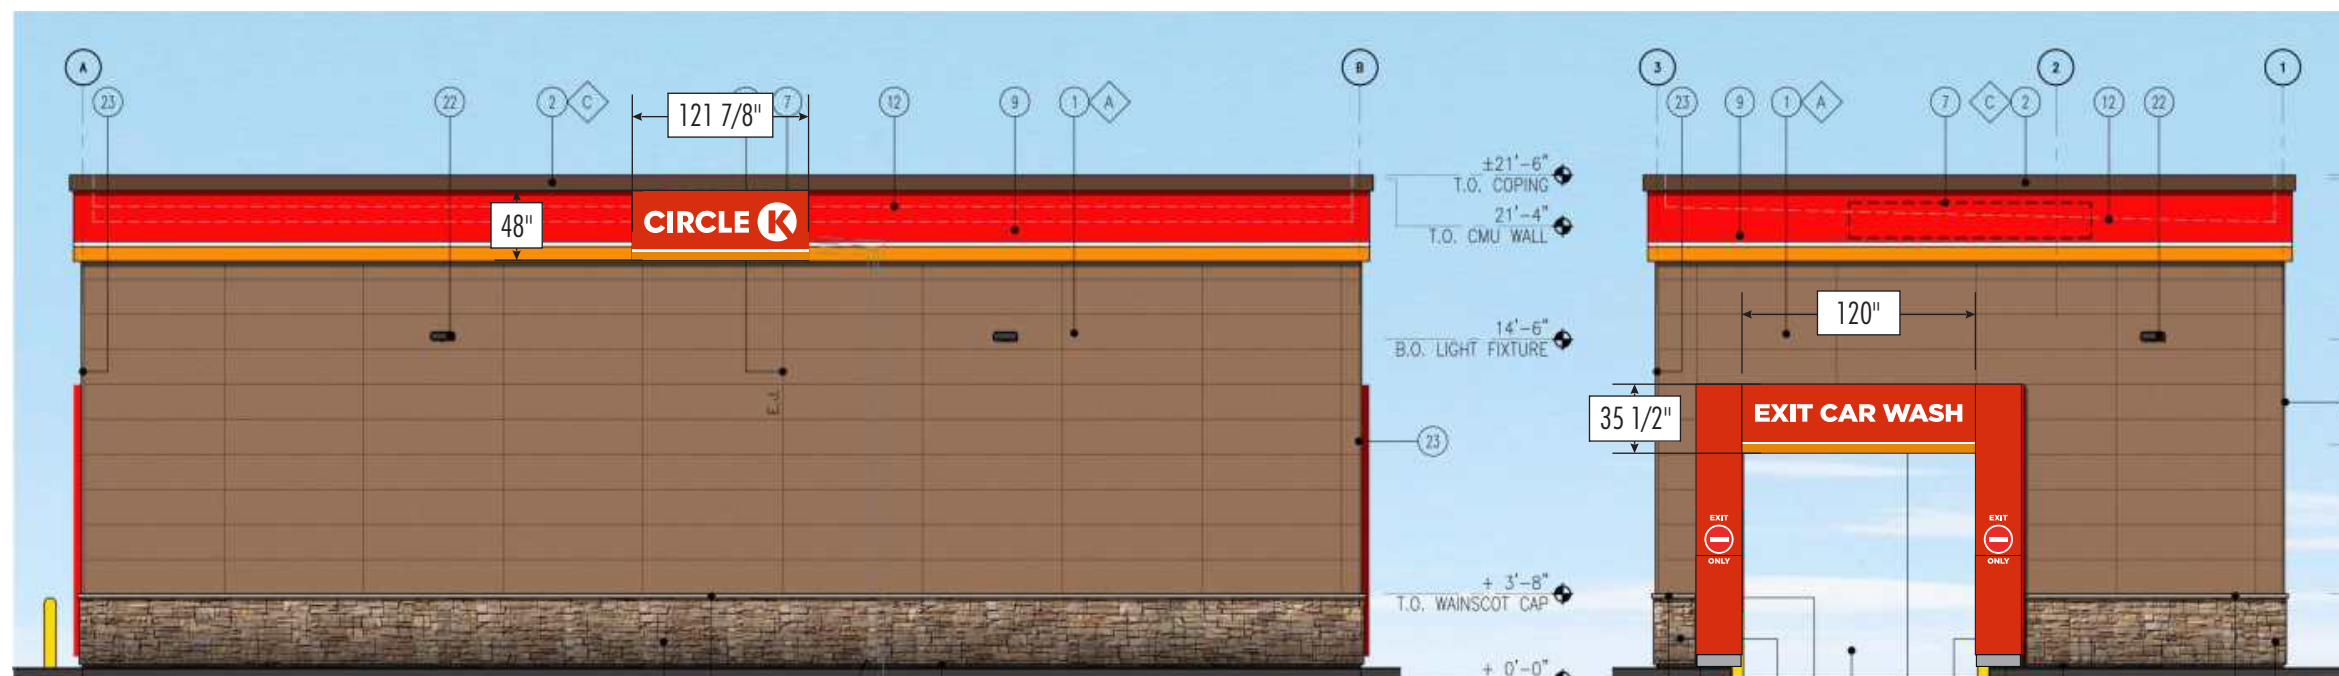 A
B
3
2
1
23
22
2
C
121 7/8"
7
12
9
1
A
23
9
1
A
7
C
2
12
22
±21'-6"
T.O. COPING
48"
CIRCLE K
21'-4"
T.O. CMU WALL
14'-6"
B.O. LIGHT FIXTURE
120"
E.J.
35 1/2"
EXIT CAR WASH
23
EXIT
ONLY
EXIT
ONLY
+ 3'-8"
T.O. WAINSCOT CAP
+ 0'-0"